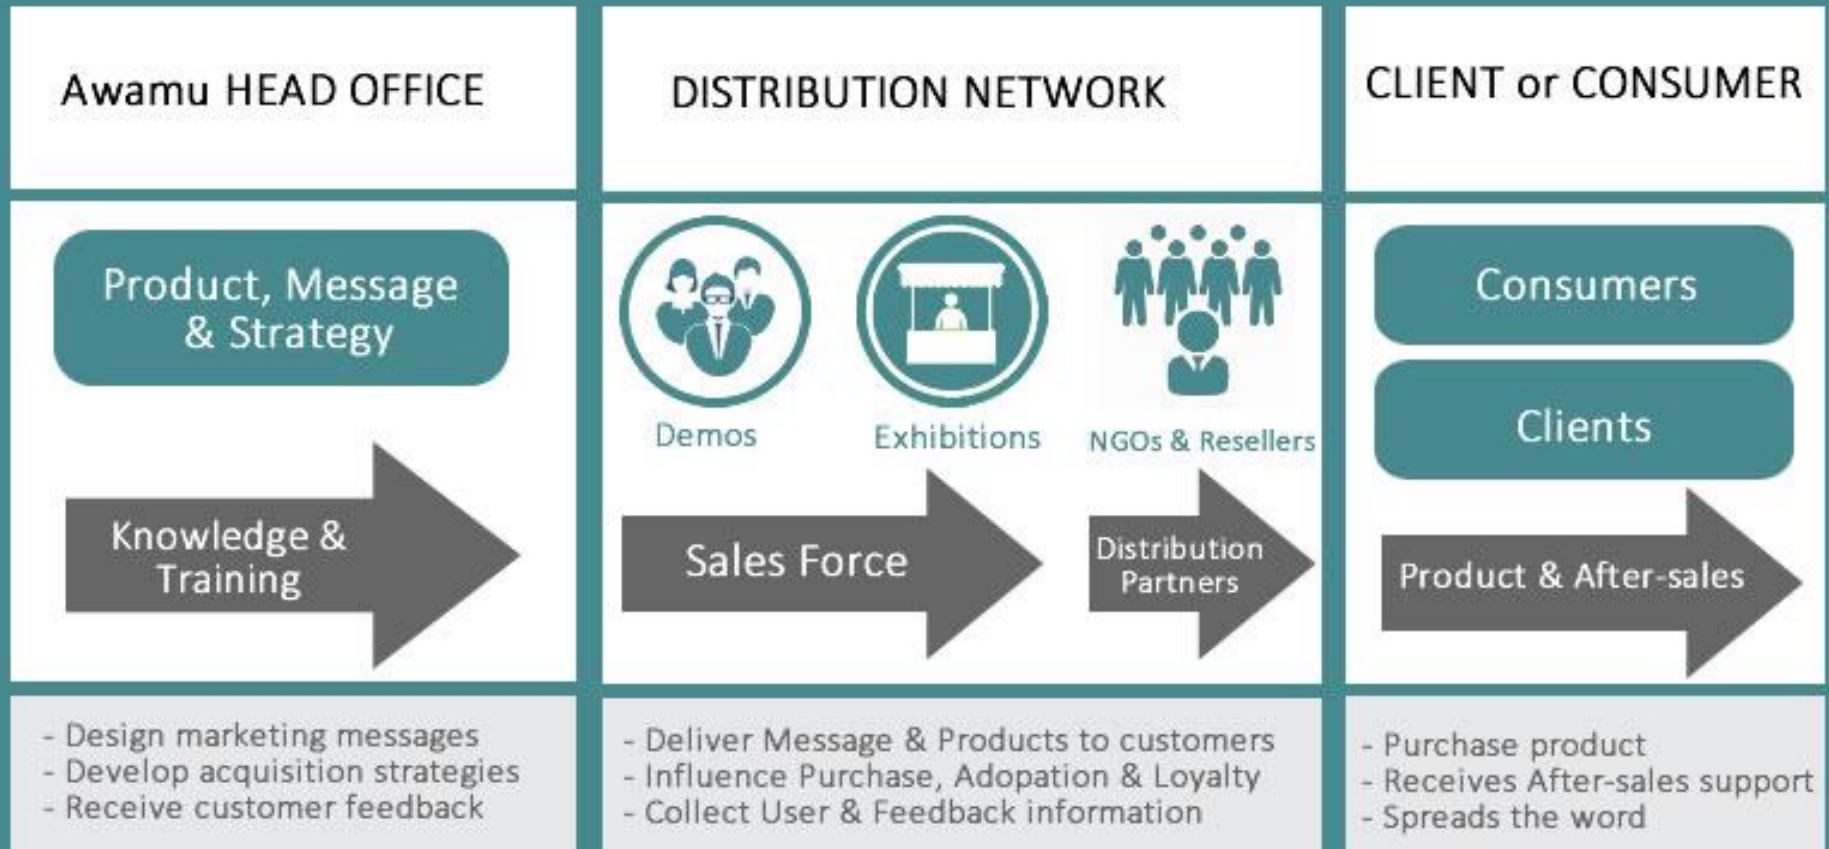 Awamu HEAD OFFICE
DISTRIBUTION NETWORK
CLIENT or CONSUMER
Product, Message
& Strategy
Knowledge &
Training
Demos
Exhibitions
NGOs & Resellers
Sales Force
Distribution
Partners
Consumers
Clients
Product & After-sales
- Design marketing messages
- Develop acquisition strategies
- Receive customer feedback
- Deliver Message & Products to customers
- Influence Purchase, Adopation & Loyalty
- Collect User & Feedback information
- Purchase product
- Receives After-sales support
- Spreads the word